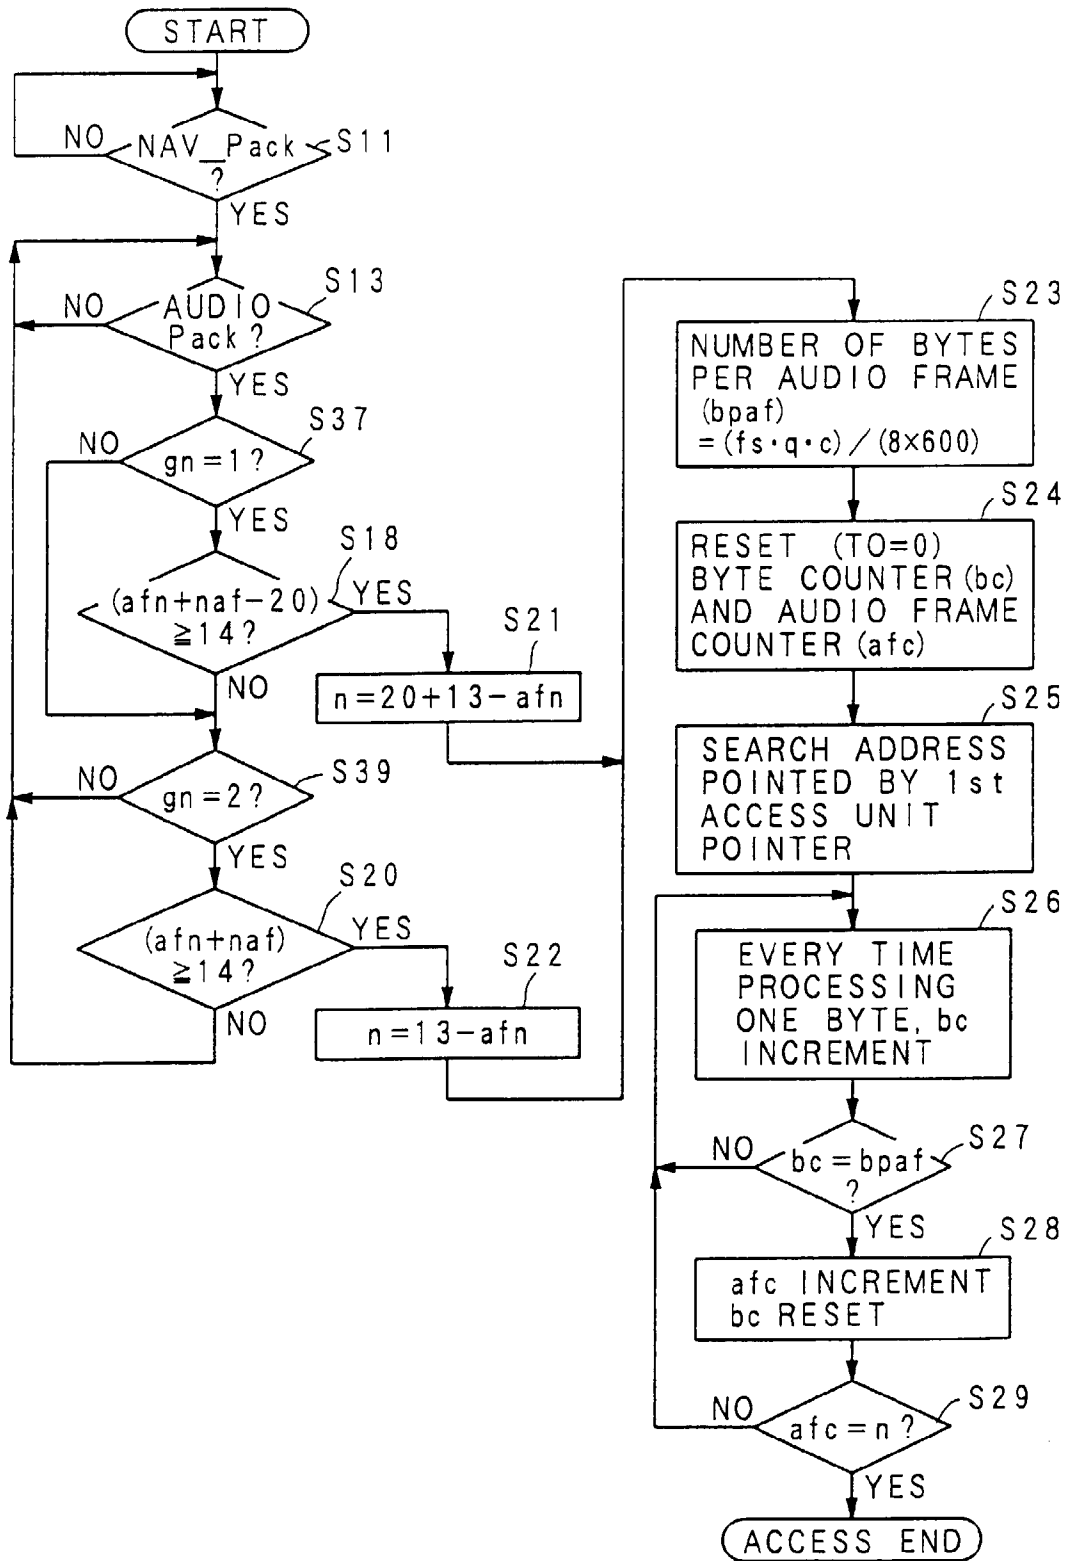 START
NO
NAV_Pack
?
S11
YES
NO
AUDIO
Pack?
S13
YES
NO
gn=1?
S37
YES
(afn+naf-20)
≧14?
S18
YES
NO
S21
n=20+13-afn
NO
gn=2?
S39
YES
(afn+naf)
≧14?
S20
YES
NO
S22
n=13-afn
S23
NUMBER OF BYTES
PER AUDIO FRAME
(bpaf)
=(fs·q·c)/(8×600)
S24
RESET (TO=0)
BYTE COUNTER(bc)
AND AUDIO FRAME
COUNTER(afc)
S25
SEARCH ADDRESS
POINTED BY 1st
ACCESS UNIT
POINTER
S26
EVERY TIME
PROCESSING
ONE BYTE, bc
INCREMENT
NO
bc=bpaf
?
S27
YES
S28
afc INCREMENT
bc RESET
NO
afc=n?
S29
YES
ACCESS END